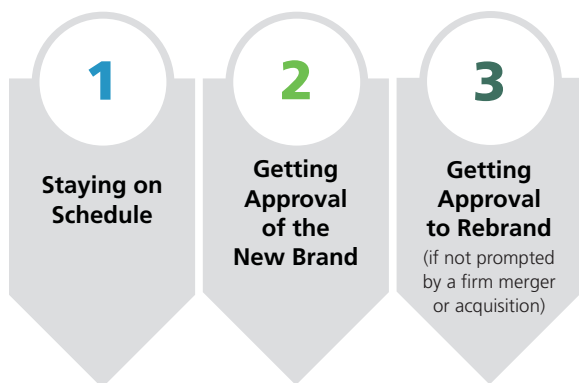 1
Staying on
Schedule
2
Getting
Approval
of the
New Brand
3
Getting
Approval
to Rebrand
(if not prompted
by a firm merger
or acquisition)